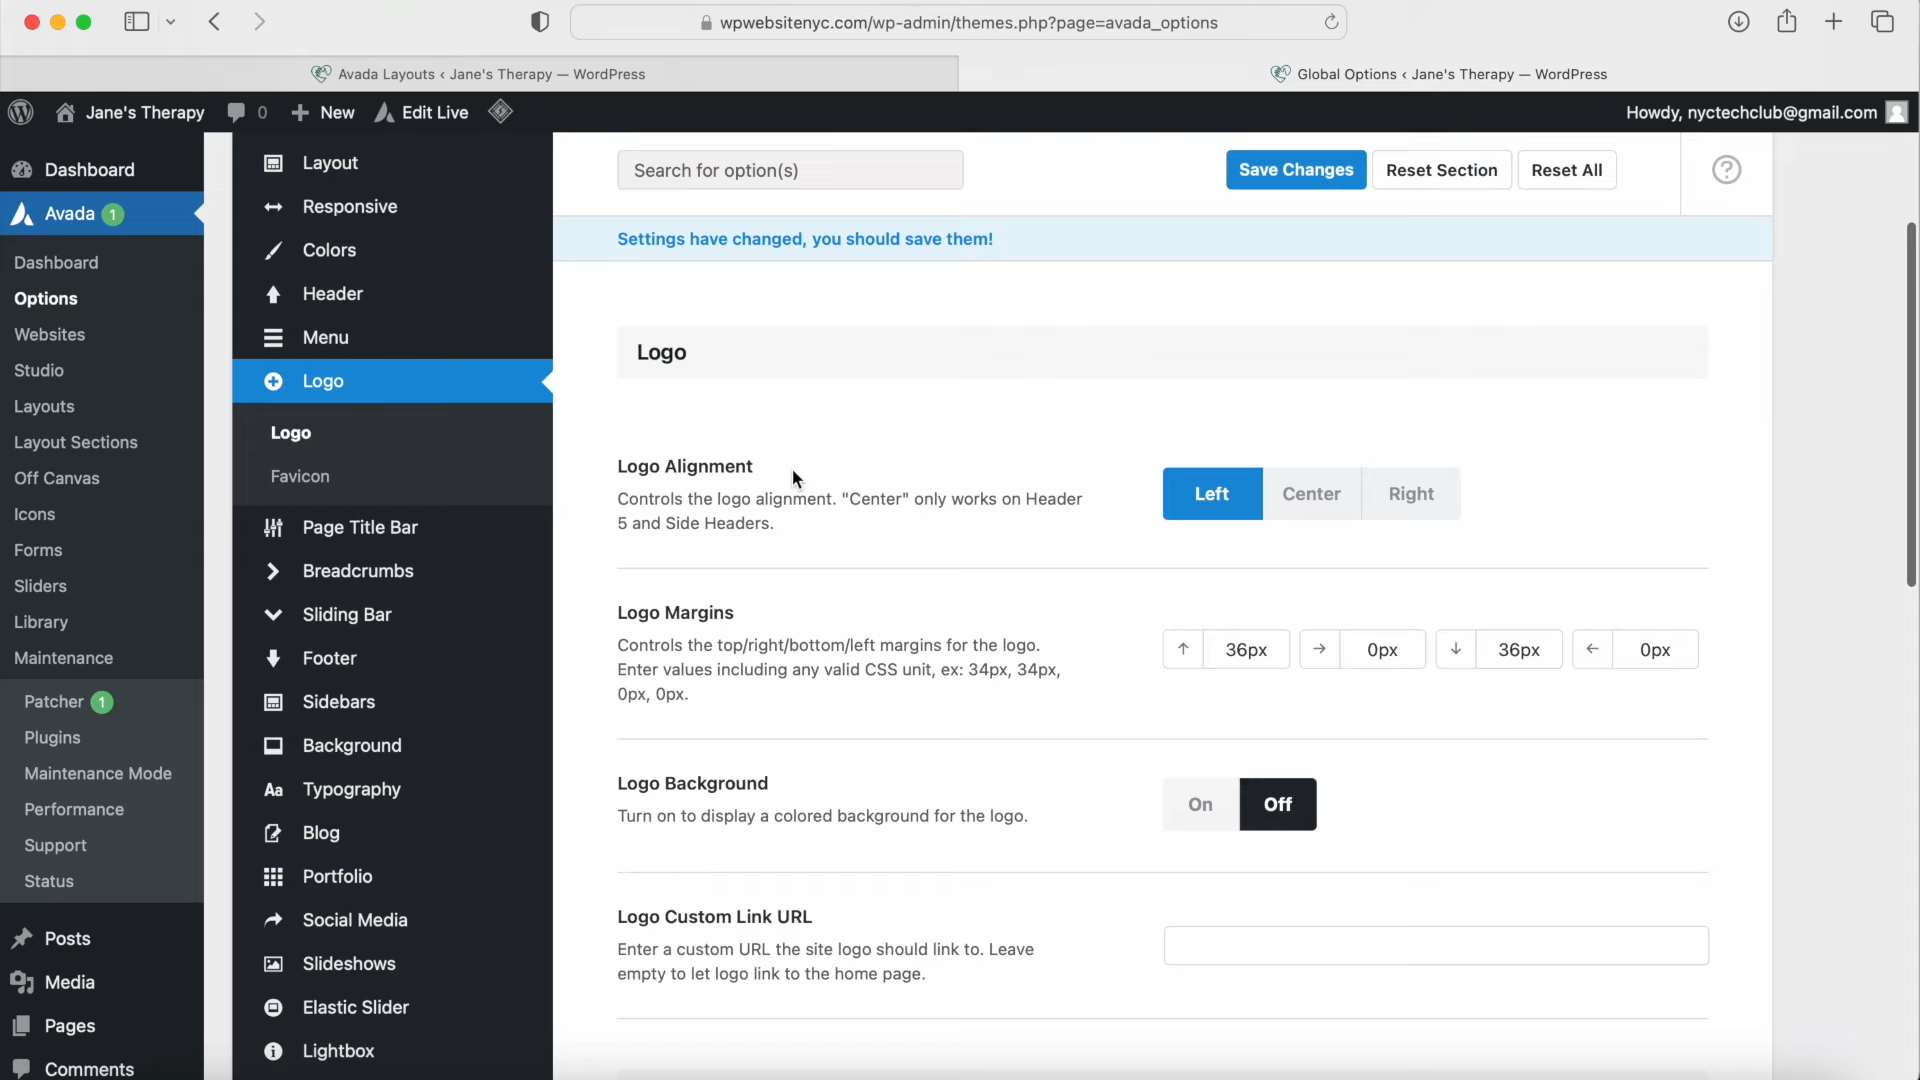 wpwebsitenyc.com/wp-admin/themes.php?page=avada_options
Avada Layouts ‹ Jane's Therapy — WordPress
Global Options ‹ Jane's Therapy — WordPress
Jane's Therapy
0
New
Edit Live
Howdy, nyctechclub@gmail.com
Dashboard
Avada 1
Dashboard
Options
Websites
Studio
Layouts
Layout Sections
Off Canvas
Icons
Forms
Sliders
Library
Maintenance
Patcher 1
Plugins
Maintenance Mode
Performance
Support
Status
Posts
Media
Pages
Comments
Layout
Responsive
Colors
Header
Menu
Logo
Logo
Favicon
Page Title Bar
Breadcrumbs
Sliding Bar
Footer
Sidebars
Background
Aa Typography
Blog
Portfolio
Social Media
Slideshows
Elastic Slider
Lightbox
Search for option(s)
Save Changes
Reset Section
Reset All
?
Settings have changed, you should save them!
Logo
Logo Alignment
Controls the logo alignment. "Center" only works on Header
5 and Side Headers.
Left
Center
Right
Logo Margins
Controls the top/right/bottom/left margins for the logo.
Enter values including any valid CSS unit, ex: 34px, 34px,
0px, 0px.
36px
0px
36px
0px
Logo Background
Turn on to display a colored background for the logo.
On
Off
Logo Custom Link URL
Enter a custom URL the site logo should link to. Leave
empty to let logo link to the home page.